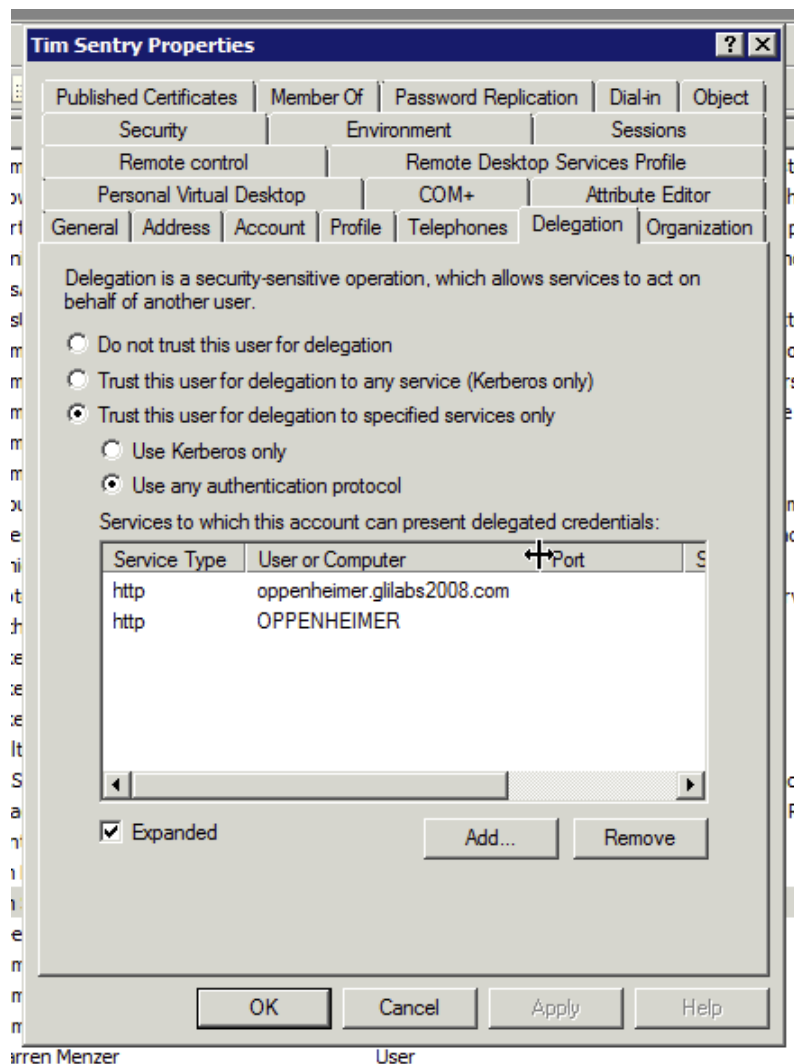 Tim Sentry Properties
Published Certificates Member Of Password Replication Dial-in Object
Security Environment Sessions
Remote control Remote Desktop Services Profile
Personal Virtual Desktop COM+ Attribute Editor
General Address Account Profile Telephones Delegation Organization
Delegation is a security-sensitive operation, which allows services to act on
behalf of another user.
Do not trust this user for delegation
Trust this user for delegation to any service (Kerberos only)
Trust this user for delegation to specified services only
Use Kerberos only
Use any authentication protocol
Services to which this account can present delegated credentials:
Service Type User or Computer Port S
http oppenheimer.glilabs2008.com
http OPPENHEIMER
Expanded Add... Remove
OK Cancel Apply Help
arren Menzer User